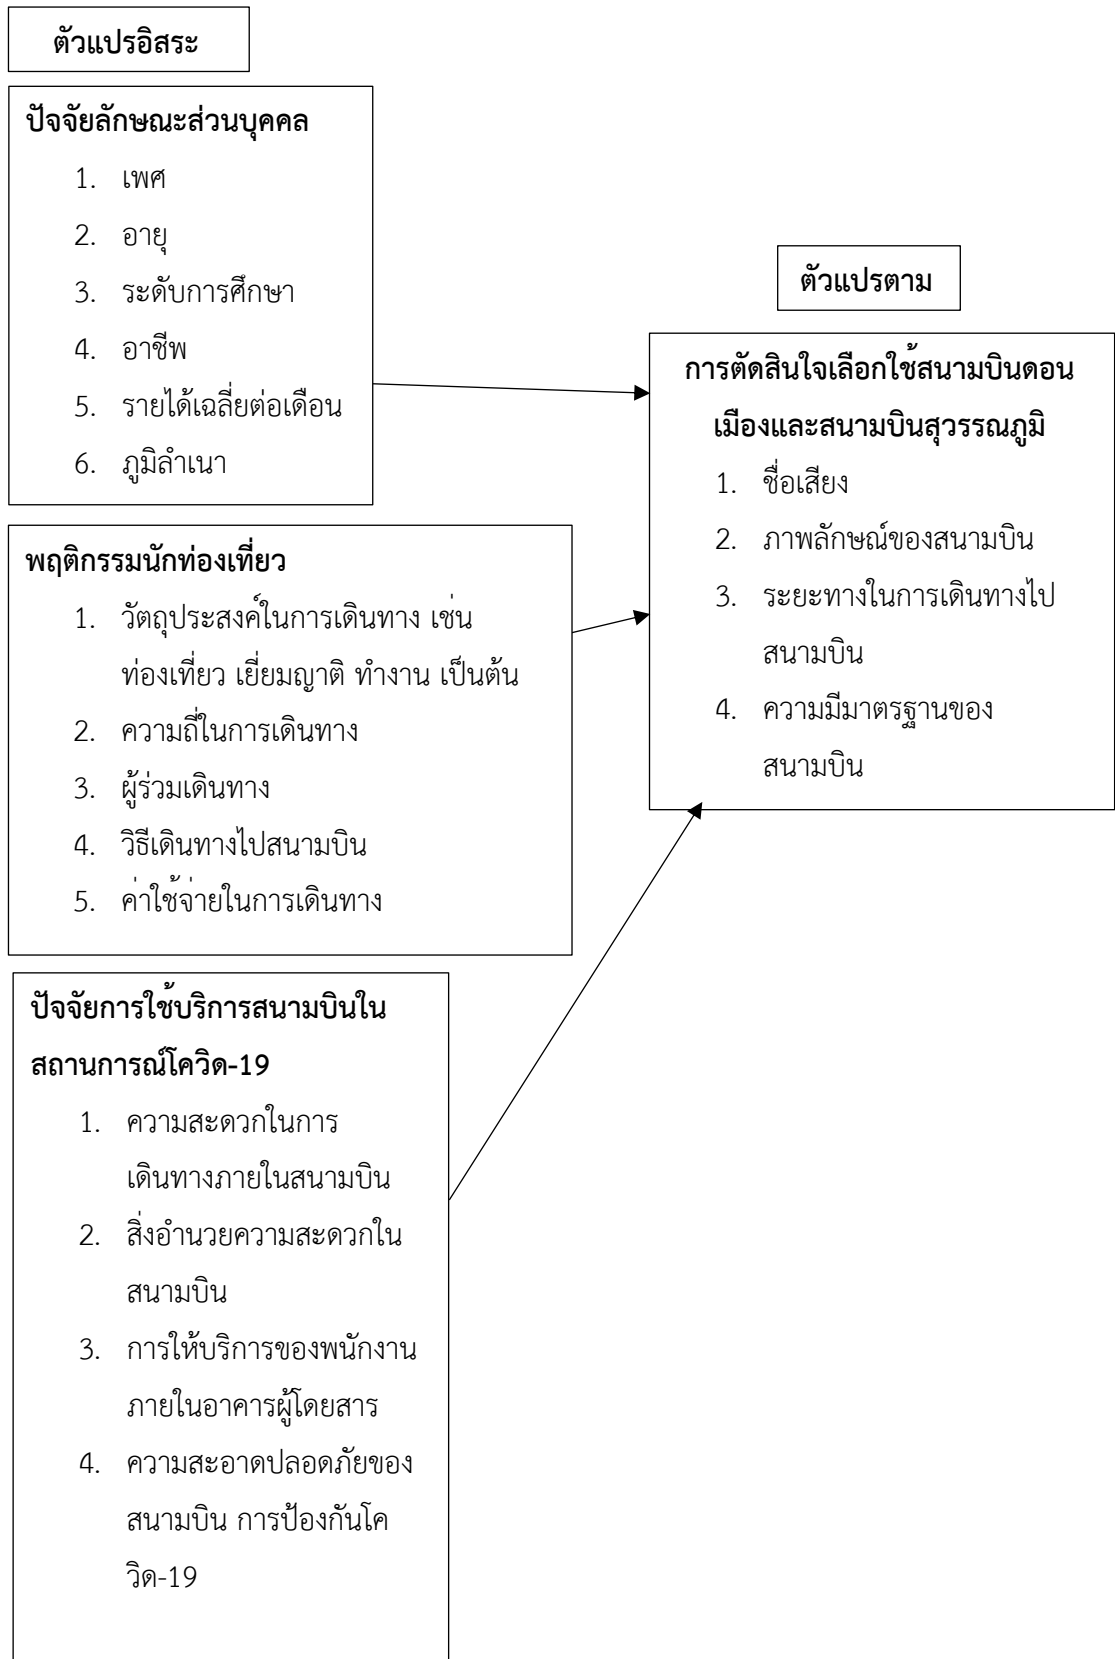 ตัวแปรอิสระ
ปัจจัยลักษณะส่วนบุคคล
1. เพศ
2. อายุ
3. ระดับการศึกษา
4. อาชีพ
5. รายได้เฉลี่ยต่อเดือน
6. ภูมิลำเนา
พฤติกรรมนักท่องเที่ยว
1. วัตถุประสงค์ในการเดินทาง เช่น
ท่องเที่ยว เยี่ยมญาติ ทำงาน เป็นต้น
2. ความถี่ในการเดินทาง
3. ผู้ร่วมเดินทาง
4. วิธีเดินทางไปสนามบิน
5. ค่าใช้จ่ายในการเดินทาง
ปัจจัยการใช้บริการสนามบินใน
สถานการณ์โควิด-19
1. ความสะดวกในการ
เดินทางภายในสนามบิน
2. สิ่งอำนวยความสะดวกใน
สนามบิน
3. การให้บริการของพนักงาน
ภายในอาคารผู้โดยสาร
4. ความสะอาดปลอดภัยของ
สนามบิน การป้องกันโค
วิด-19
ตัวแปรตาม
การตัดสินใจเลือกใช้สนามบินดอน
เมืองและสนามบินสุวรรณภูมิ
1. ชื่อเสียง
2. ภาพลักษณ์ของสนามบิน
3. ระยะทางในการเดินทางไป
สนามบิน
4. ความมีมาตรฐานของ
สนามบิน